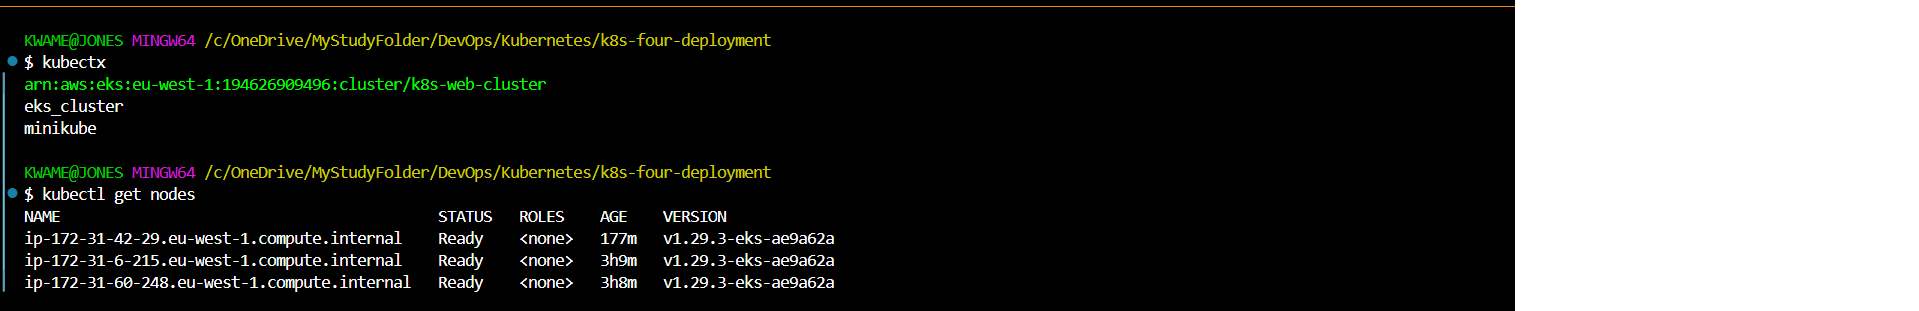 KWAME@JONES MINGW64 /c/OneDrive/MyStudyFolder/DevOps/Kubernetes/k8s-four-deployment
$ kubectx
arn:aws:eks:eu-west-1:194626909496:cluster/k8s-web-cluster
eks_cluster
minikube
KWAME@JONES MINGW64 /c/OneDrive/MyStudyFolder/DevOps/Kubernetes/k8s-four-deployment
$ kubectl get nodes
NAME STATUS ROLES AGE VERSION
ip-172-31-42-29.eu-west-1.compute.internal Ready <none> 177m v1.29.3-eks-ae9a62a
ip-172-31-6-215.eu-west-1.compute.internal Ready <none> 3h9m v1.29.3-eks-ae9a62a
ip-172-31-60-248.eu-west-1.compute.internal Ready <none> 3h8m v1.29.3-eks-ae9a62a